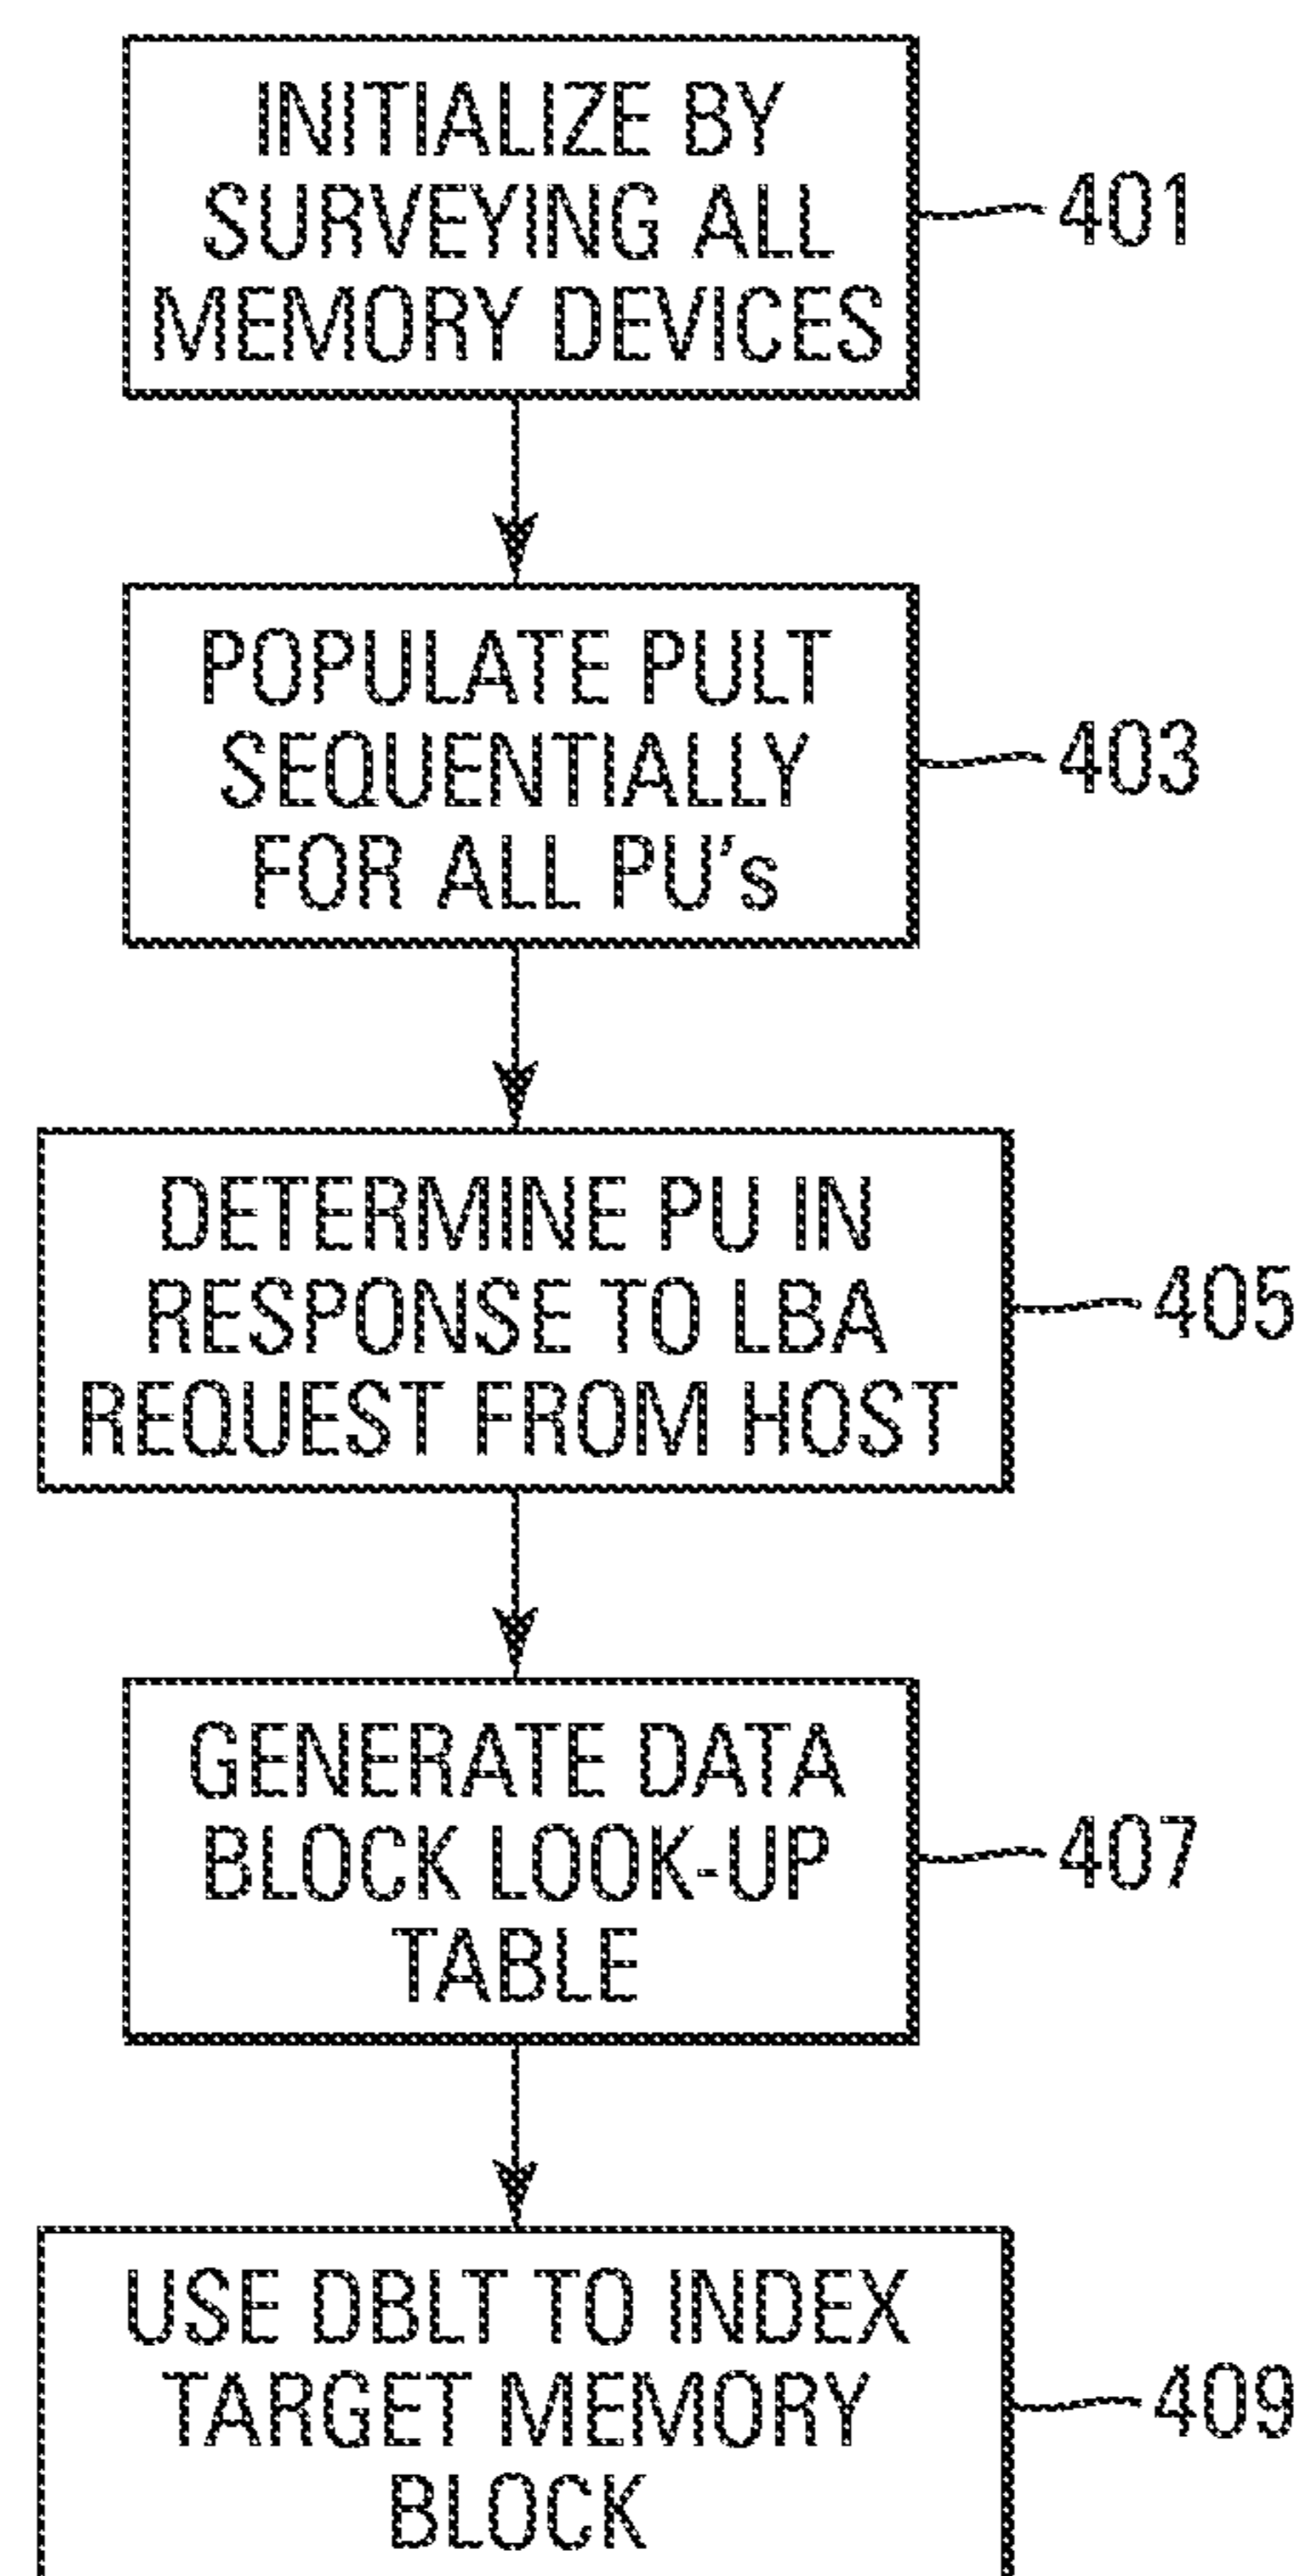 INITIALIZE BY
SURVEYING ALL
MEMORY DEVICES
401
POPULATE PULT
SEQUENTIALLY
FOR ALL PU's
403
DETERMINE PU IN
RESPONSE TO LBA
REQUEST FROM HOST
405
GENERATE DATA
BLOCK LOOK-UP
TABLE
407
USE DBLT TO INDEX
TARGET MEMORY
BLOCK
409